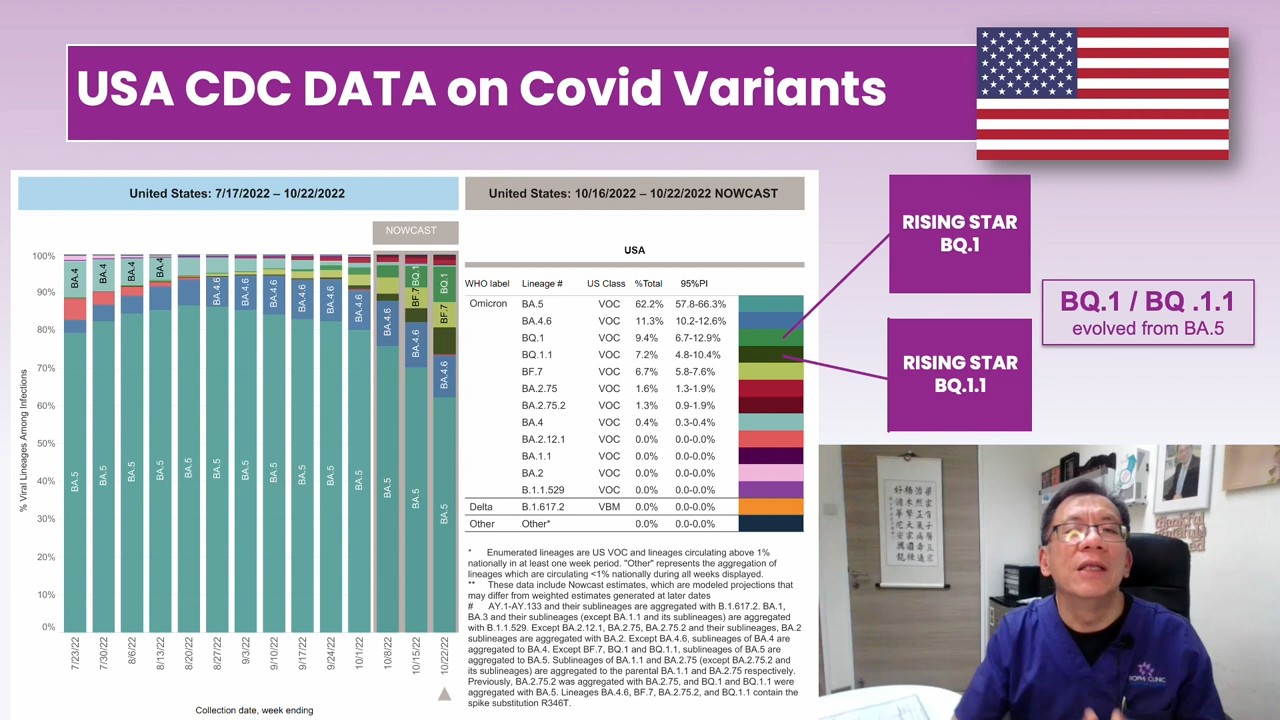 USA CDC DATA on Covid Variants
United States: 7/17/2022 – 10/22/2022
United States: 10/16/2022 – 10/22/2022 NOWCAST
NOWCAST
USA
WHO label Lineage # US Class %Total 95%PI
Omicron BA.5 VOC 62.2% 57.8-66.3%
BA.4.6 VOC 11.3% 10.2-12.6%
BQ.1 VOC 9.4% 6.7-12.9%
BQ.1.1 VOC 7.2% 4.8-10.4%
BF.7 VOC 6.7% 5.8-7.6%
BA.2.75 VOC 1.6% 1.3-1.9%
BA.2.75.2 VOC 1.3% 0.9-1.9%
BA.4 VOC 0.4% 0.3-0.4%
BA.2.12.1 VOC 0.0% 0.0-0.0%
BA.1.1 VOC 0.0% 0.0-0.0%
BA.2 VOC 0.0% 0.0-0.0%
B.1.1.529 VOC 0.0% 0.0-0.0%
Delta B.1.617.2 VBM 0.0% 0.0-0.0%
Other Other* 0.0% 0.0-0.0%
* Enumerated lineages are US VOC and lineages circulating above 1%
nationally in at least one week period. "Other" represents the aggregation of
lineages which are circulating <1% nationally during all weeks displayed.
** These data include Nowcast estimates, which are modeled projections that
may differ from weighted estimates generated at later dates
# AY.1-AY.133 and their sublineages are aggregated with B.1.617.2. BA.1,
BA.3 and their sublineages (except BA.1.1 and its sublineages) are aggregated
with B.1.1.529. Except BA.2.12.1, BA.2.75, BA.2.75.2 and their sublineages, BA.2
sublineages are aggregated with BA.2. Except BA.4.6, sublineages of BA.4 are
aggregated to BA.4. Except BF.7, BQ.1 and BQ.1.1, sublineages of BA.5 are
aggregated to BA.5. Sublineages of BA.1.1 and BA.2.75 (except BA.2.75.2 and
its sublineages) are aggregated to the parental BA.1.1 and BA.2.75 respectively.
Previously, BA.2.75.2 was aggregated with BA.2.75, and BQ.1 and BQ.1.1 were
aggregated with BA.5. Lineages BA.4.6, BF.7, BA.2.75.2, and BQ.1.1 contain the
spike substitution R346T.
% Viral Lineages Among Infections
100%
90%
80%
70%
60%
50%
40%
30%
20%
10%
0%
BA.4 BA.4 BA.4 BA.4
BQ.1 BQ.1
BF.7 BF.7
BA.4.6 BA.4.6 BA.4.6 BA.4.6 BA.4.6 BA.4.6 BA.4.6 BA.4.6 BA.4.6
BA.5 BA.5 BA.5 BA.5 BA.5 BA.5 BA.5 BA.5 BA.5 BA.5 BA.5 BA.5 BA.5 BA.5
7/23/22 7/30/22 8/6/22 8/13/22 8/20/22 8/27/22 9/3/22 9/10/22 9/17/22 9/24/22 10/1/22 10/8/22 10/15/22 10/22/22
Collection date, week ending
RISING STAR
BQ.1
RISING STAR
BQ.1.1
BQ.1 / BQ .1.1
evolved from BA.5
thankful
CLINIC